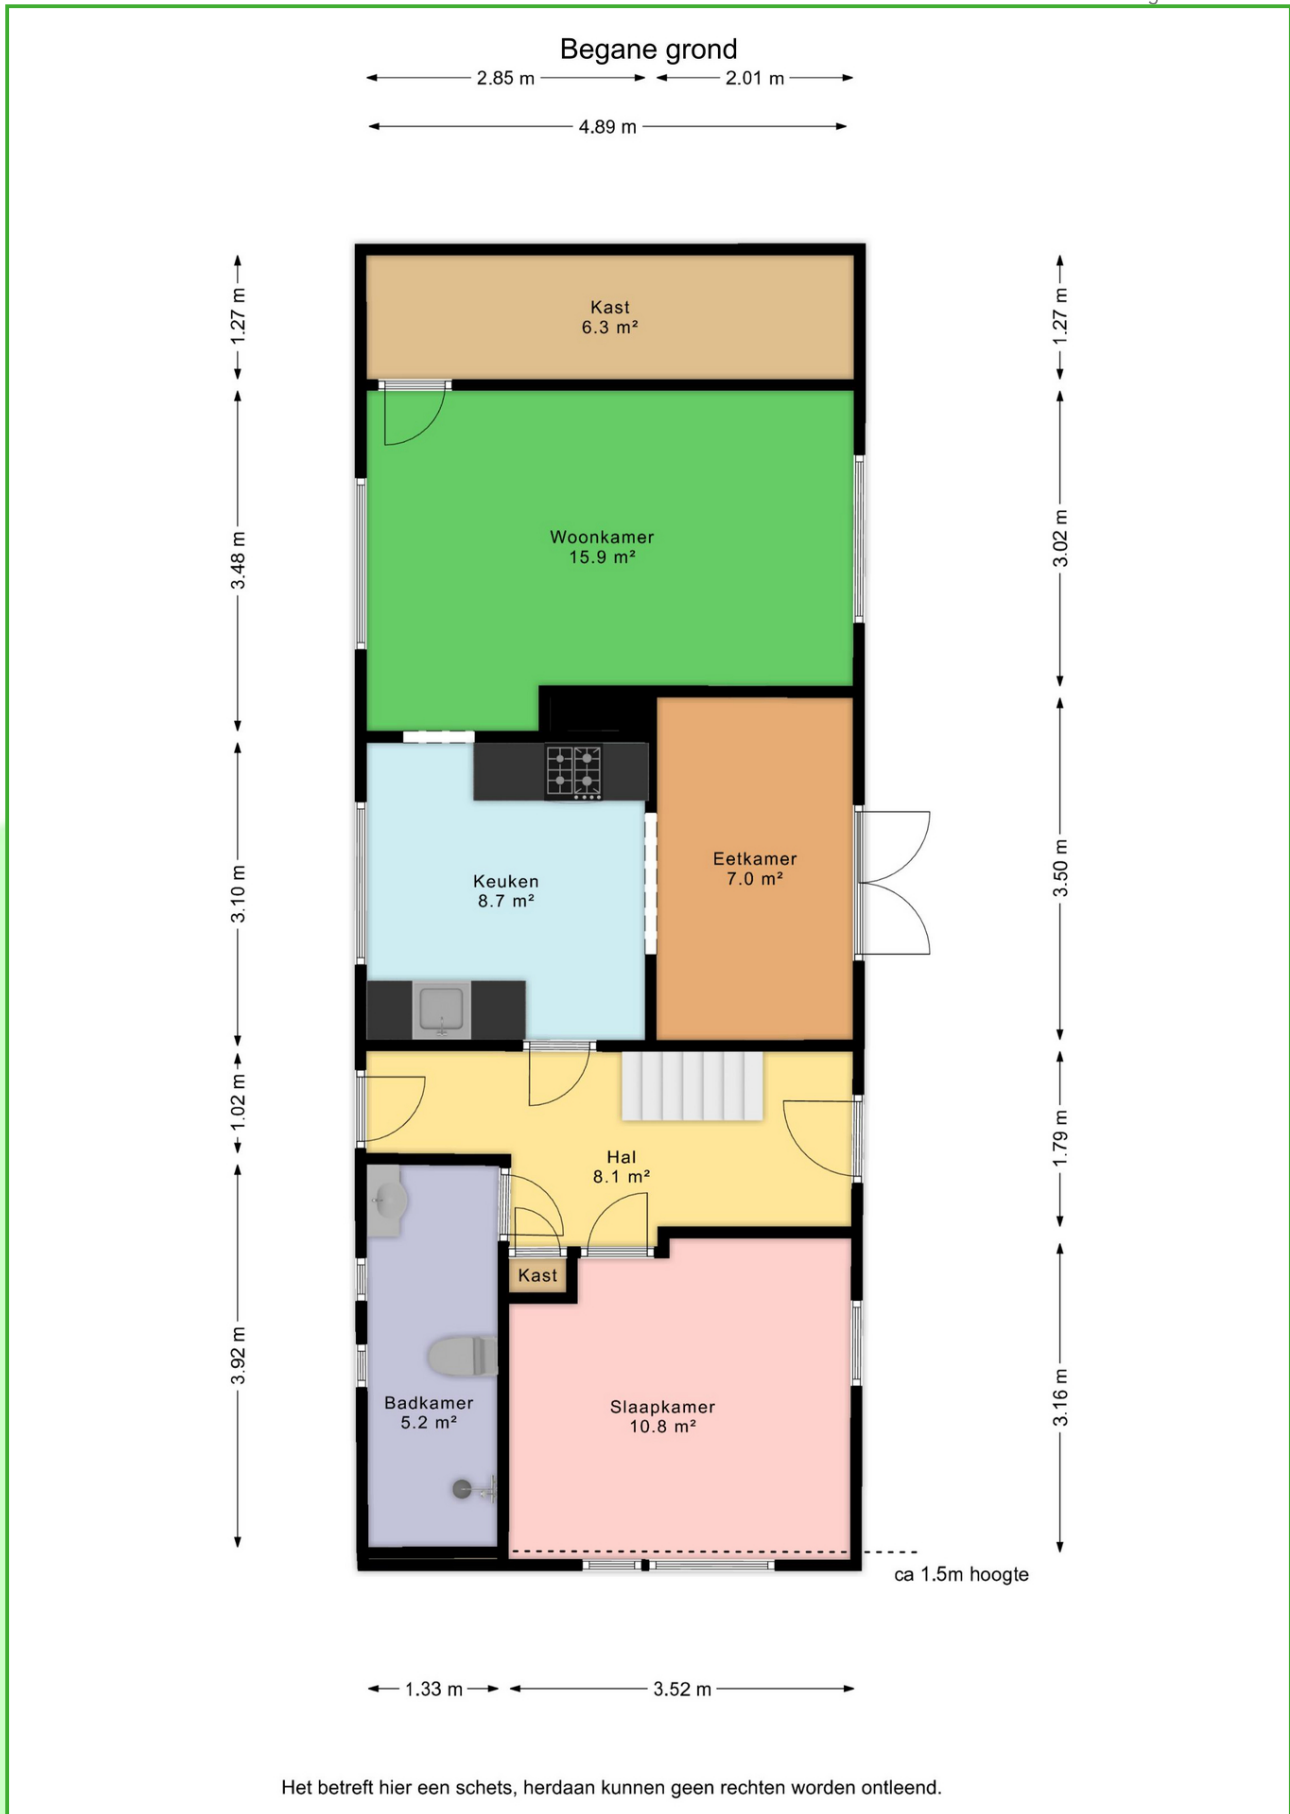 Begane grond
2.85 m
2.01 m
4.89 m
1.27 m
1.27 m
Kast
6.3 m²
3.48 m
3.02 m
Woonkamer
15.9 m²
3.10 m
3.50 m
Eetkamer
7.0 m²
Keuken
8.7 m²
1.02 m
1.79 m
Hal
8.1 m²
Kast
3.92 m
3.16 m
Badkamer
5.2 m²
Slaapkamer
10.8 m²
ca 1.5m hoogte
1.33 m
3.52 m
Het betreft hier een schets, herdaan kunnen geen rechten worden ontleend.